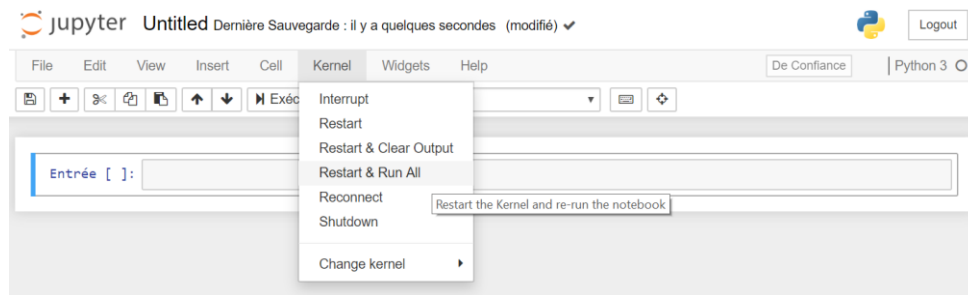 jupyter Untitled Dernière Sauvegarde : il y a quelques secondes (modifié) Logout
File Edit View Insert Cell Kernel Widgets Help De Confiance Python 3
Exéc
Interrupt
Restart
Restart & Clear Output
Restart & Run All
Entrée [ ]:
Reconnect
Restart the Kernel and re-run the notebook
Shutdown
Change kernel